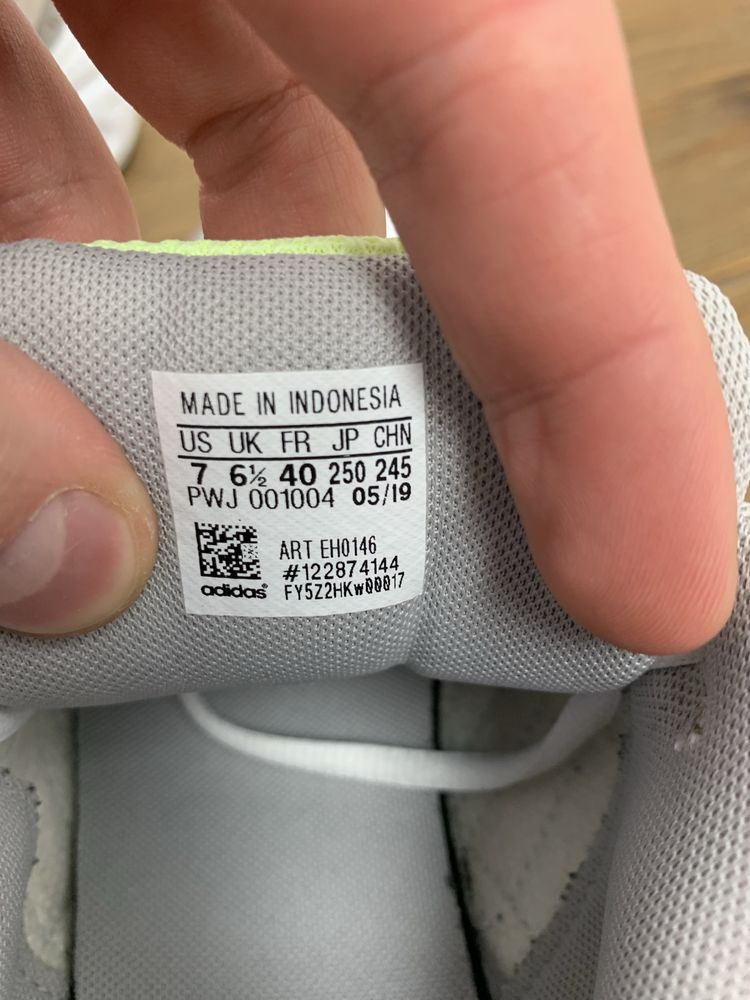 MADE IN INDONESIA
US UK FR JP CHN
7 6½ 40 250 245
PWJ 001004 05/19
ART EH0146
#122874144
adidas® FY5Z2HKw00017